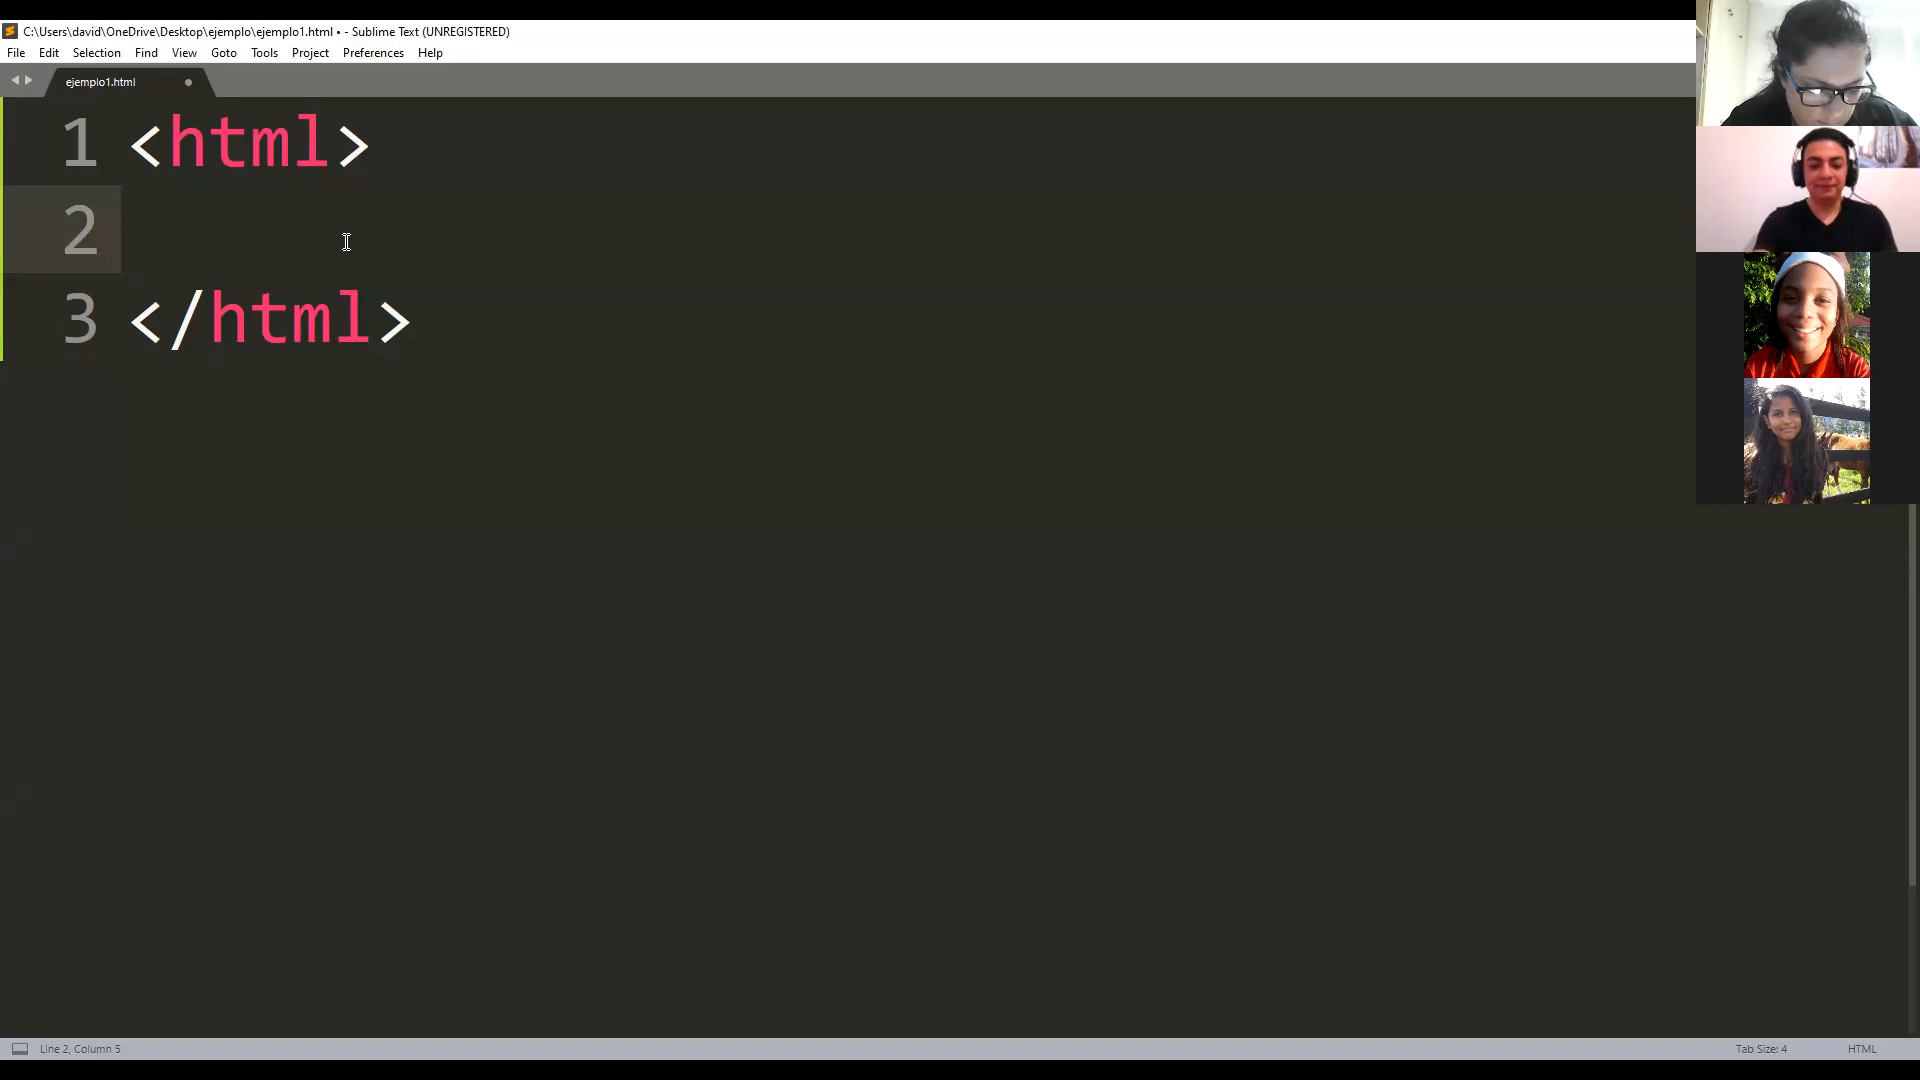 C:\Users\david\OneDrive\Desktop\ejemplo\ejemplo1.html • - Sublime Text (UNREGISTERED)
File Edit Selection Find View Goto Tools Project Preferences Help
ejemplo1.html
1 <html>
2
3 </html>
Line 2, Column 5
Tab Size: 4
HTML